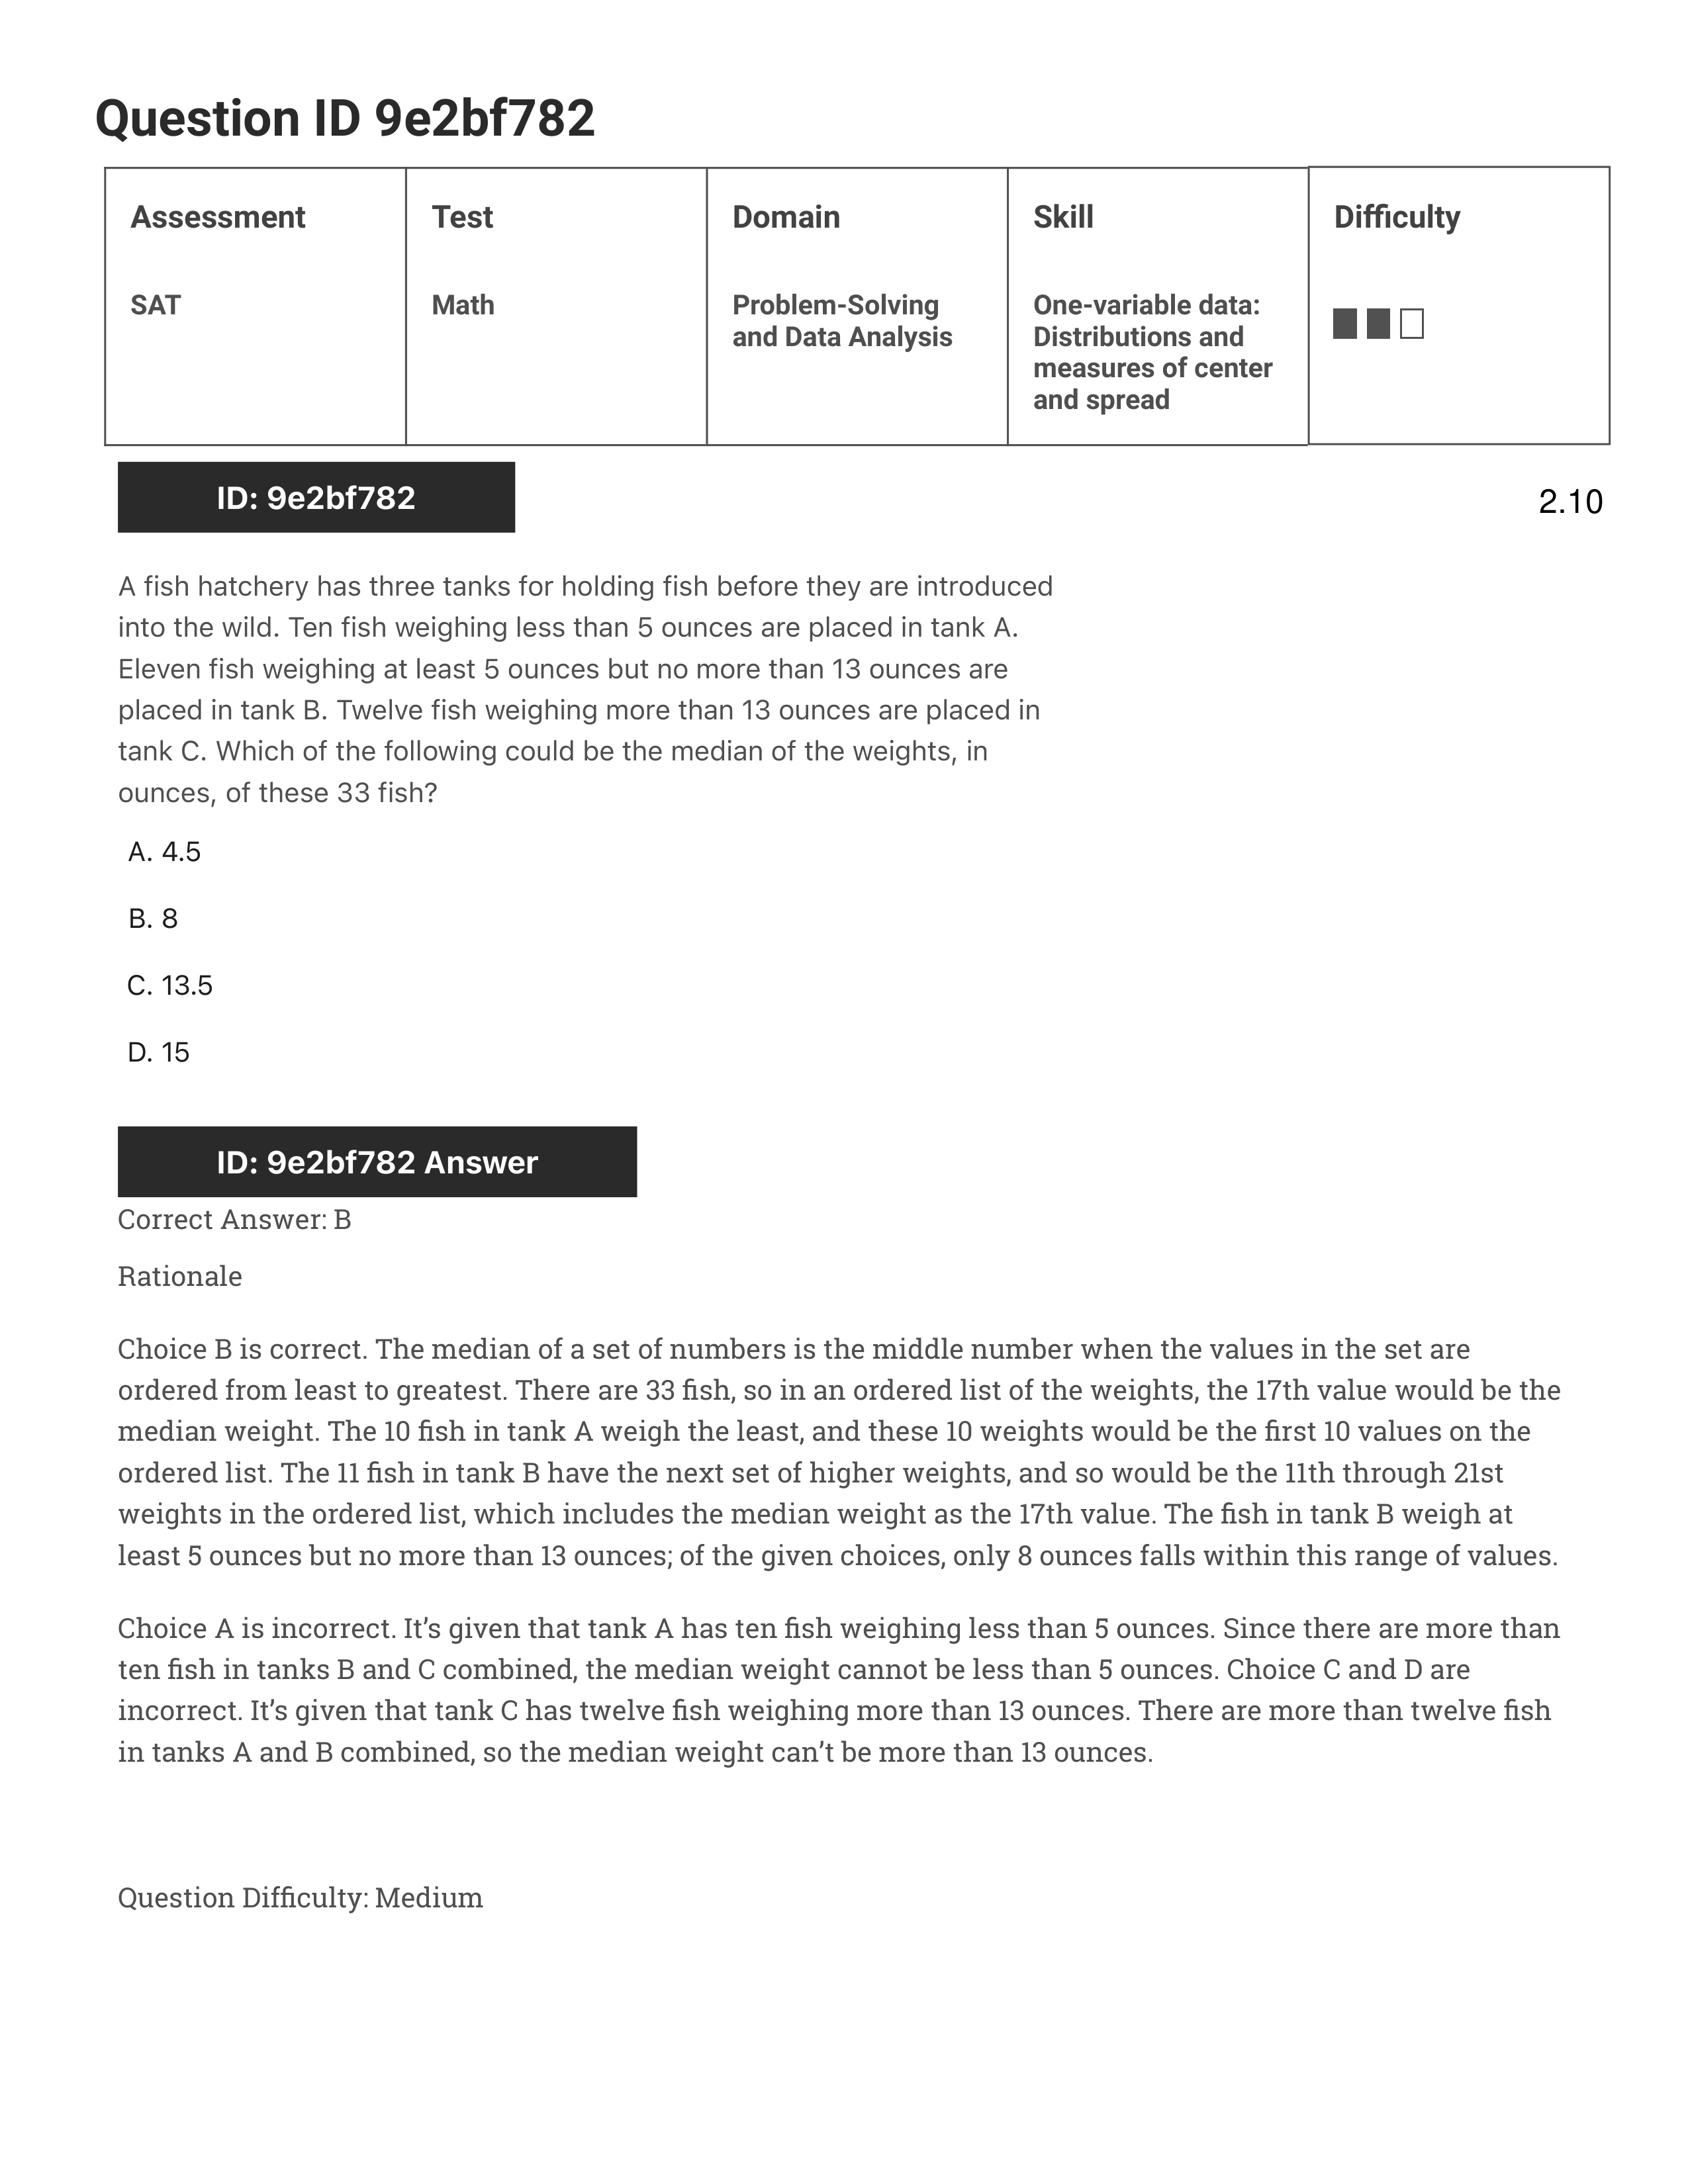 Question ID 9e2bf782
Assessment
Test
Domain
Skill
Difficulty
SAT
Math
Problem-Solving
and Data Analysis
One-variable data:
Distributions and
measures of center
and spread
ID: 9e2bf782
2.10
A fish hatchery has three tanks for holding fish before they are introduced
into the wild. Ten fish weighing less than 5 ounces are placed in tank A.
Eleven fish weighing at least 5 ounces but no more than 13 ounces are
placed in tank B. Twelve fish weighing more than 13 ounces are placed in
tank C. Which of the following could be the median of the weights, in
ounces, of these 33 fish?
A. 4.5
B. 8
C. 13.5
D. 15
ID: 9e2bf782 Answer
Correct Answer: B
Rationale
Choice B is correct. The median of a set of numbers is the middle number when the values in the set are
ordered from least to greatest. There are 33 fish, so in an ordered list of the weights, the 17th value would be the
median weight. The 10 fish in tank A weigh the least, and these 10 weights would be the first 10 values on the
ordered list. The 11 fish in tank B have the next set of higher weights, and so would be the 11th through 21st
weights in the ordered list, which includes the median weight as the 17th value. The fish in tank B weigh at
least 5 ounces but no more than 13 ounces; of the given choices, only 8 ounces falls within this range of values.
Choice A is incorrect. It’s given that tank A has ten fish weighing less than 5 ounces. Since there are more than
ten fish in tanks B and C combined, the median weight cannot be less than 5 ounces. Choice C and D are
incorrect. It’s given that tank C has twelve fish weighing more than 13 ounces. There are more than twelve fish
in tanks A and B combined, so the median weight can’t be more than 13 ounces.
Question Difficulty: Medium